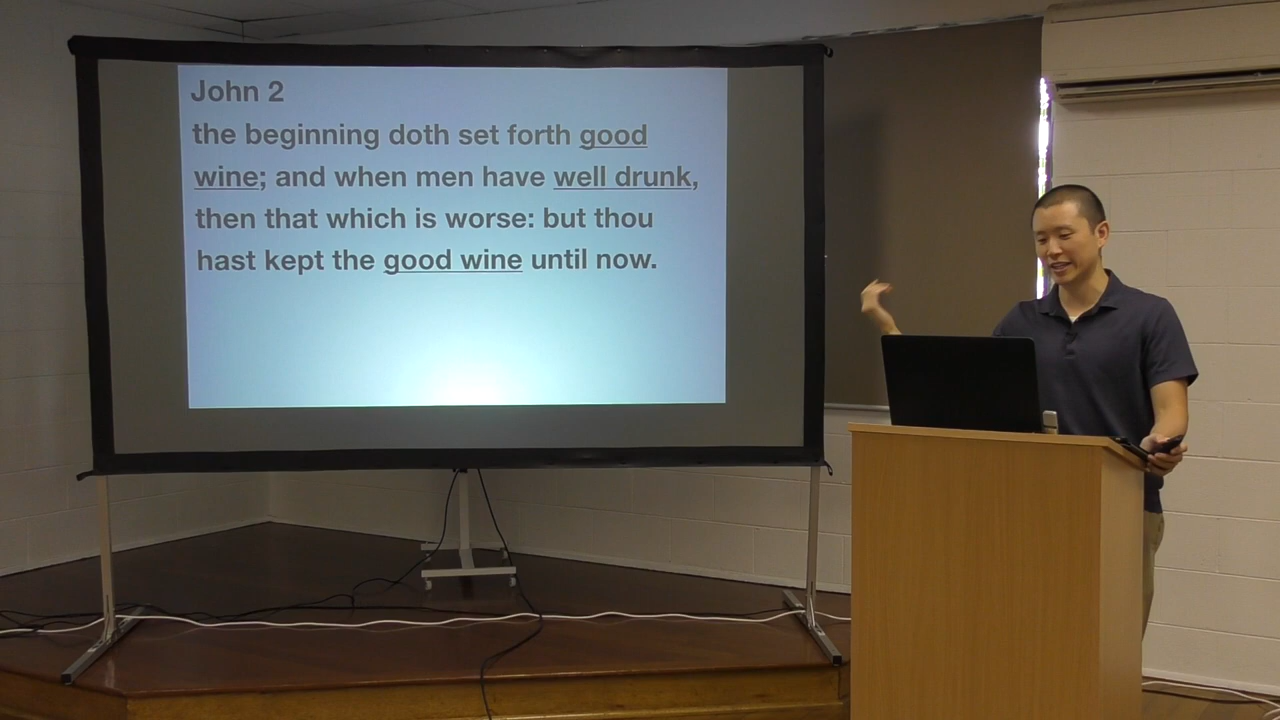 John 2
the beginning doth set forth good
wine; and when men have well drunk,
then that which is worse: but thou
hast kept the good wine until now.